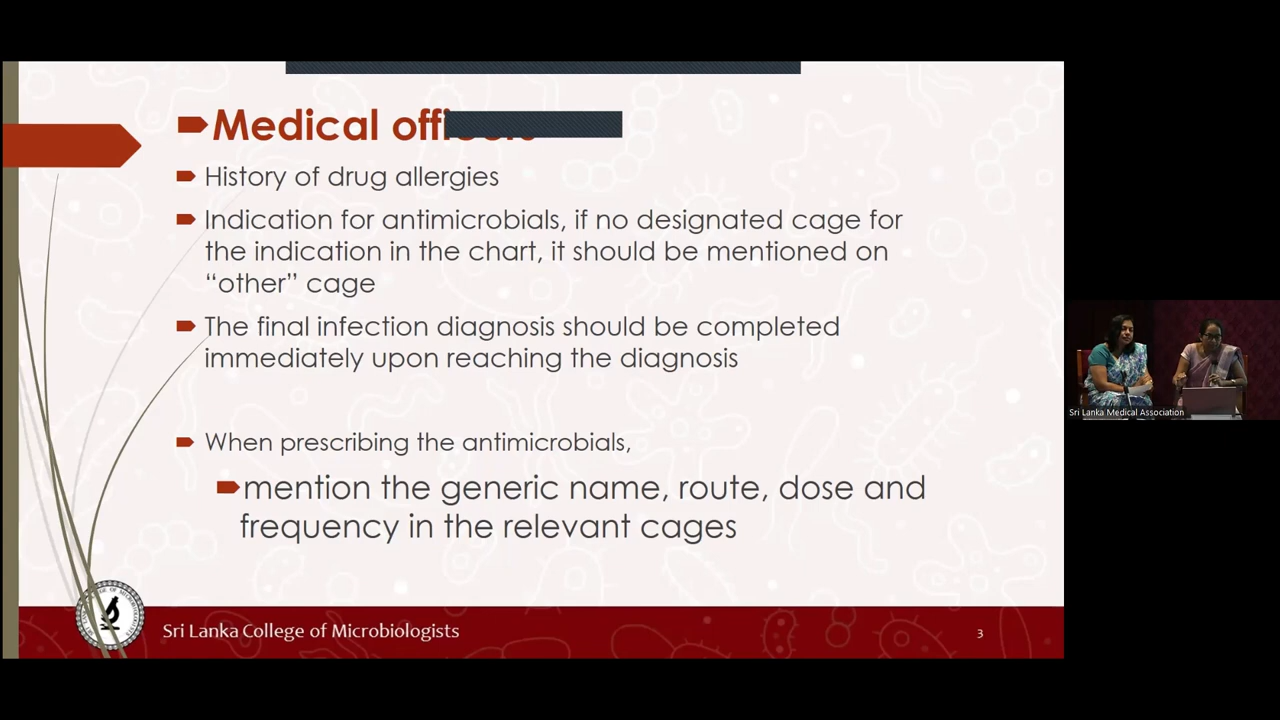 Medical
History of drug allergies
Indication for antimicrobials, if no designated cage for
the indication in the chart, it should be mentioned on
“other” cage
The final infection diagnosis should be completed
immediately upon reaching the diagnosis
When prescribing the antimicrobials,
mention the generic name, route, dose and
frequency in the relevant cages
Sri Lanka College of Microbiologists
3
Sri Lanka Medical Association